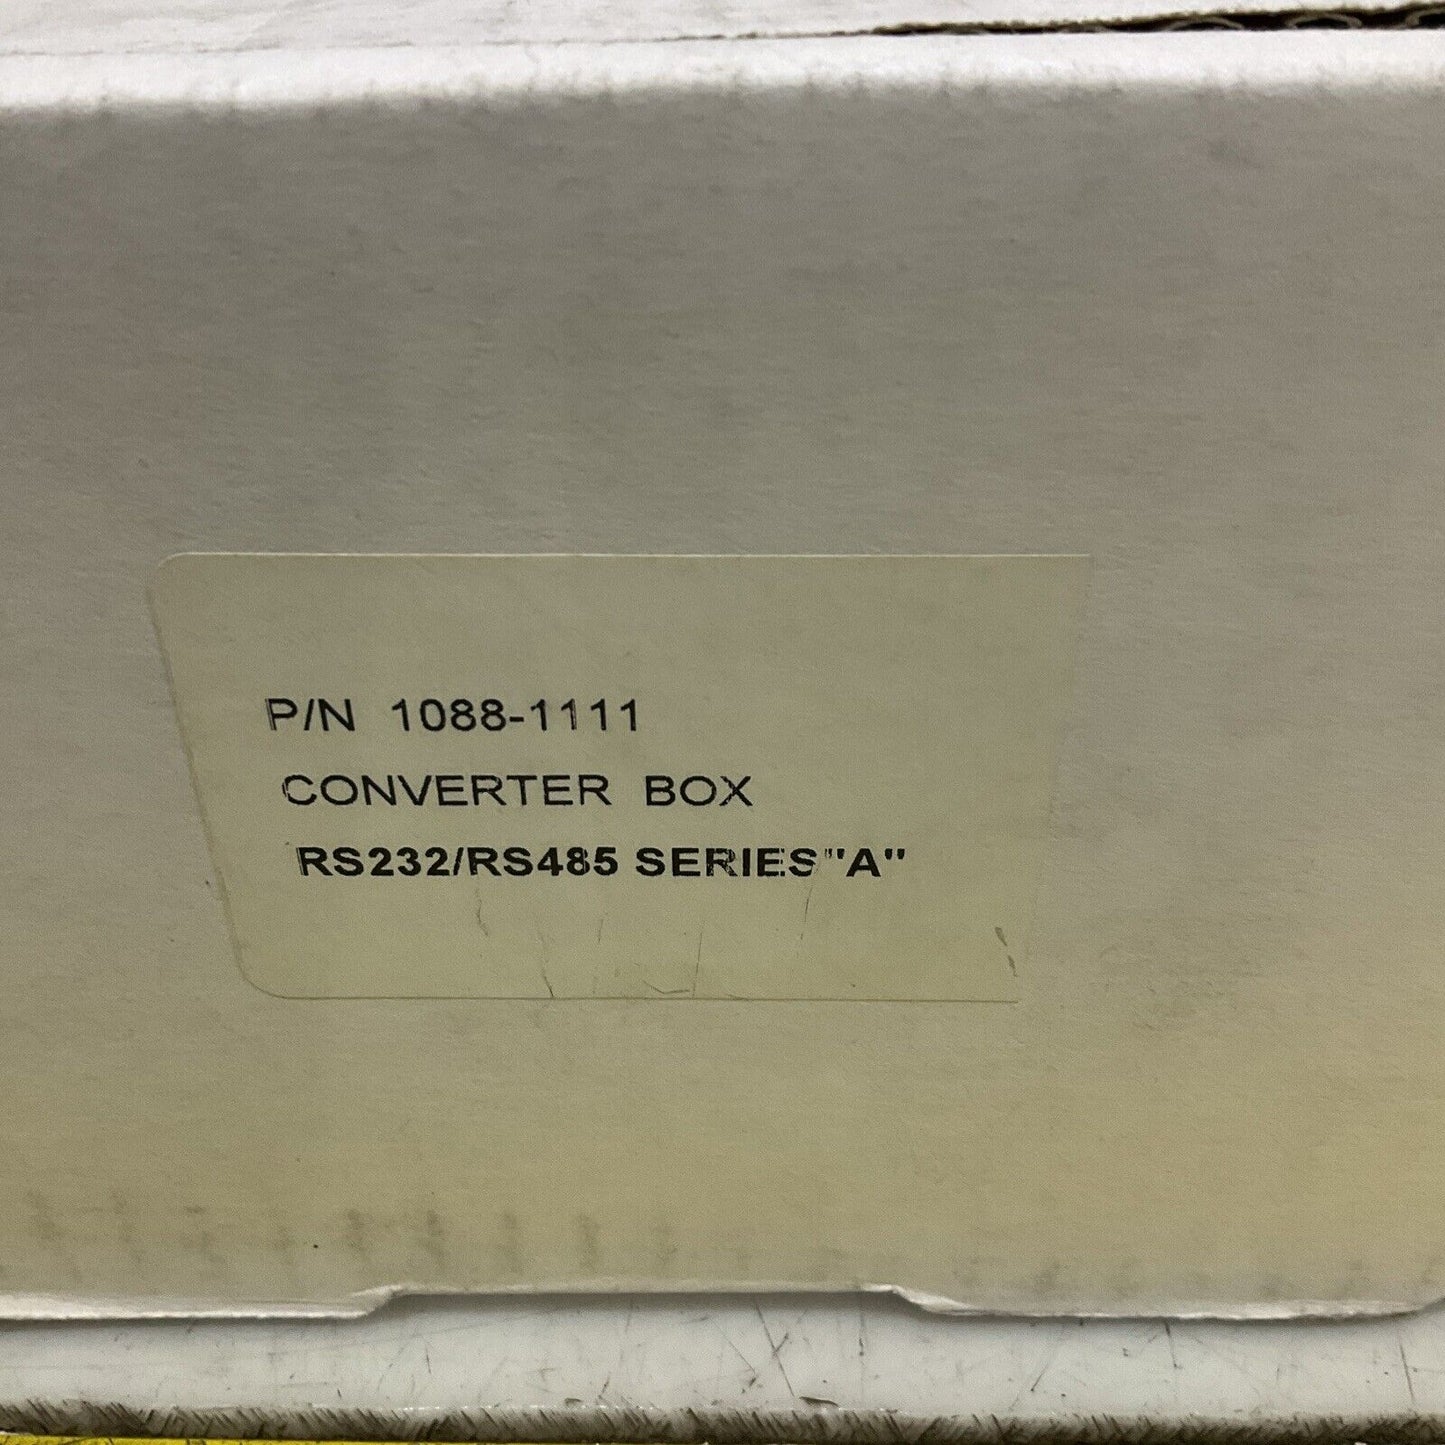 P/N 1088-1111
CONVERTER BOX
RS232/RS485 SERIES"A"